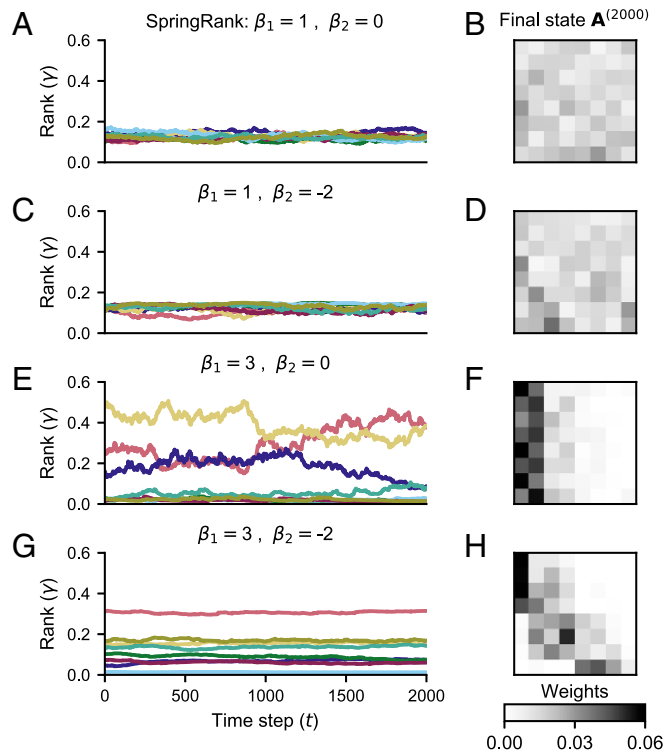 A SpringRank: β₁ = 1 , β₂ = 0 B Final state A⁽²⁰⁰⁰⁾
0.6
0.4
0.2
0.0
Rank (γ)
C β₁ = 1 , β₂ = -2 D
0.6
0.4
0.2
0.0
Rank (γ)
E β₁ = 3 , β₂ = 0 F
0.6
0.4
0.2
0.0
Rank (γ)
G β₁ = 3 , β₂ = -2 H
0.6
0.4
0.2
0.0
Rank (γ)
0 500 1000 1500 2000
Time step (t)
Weights
0.00 0.03 0.06